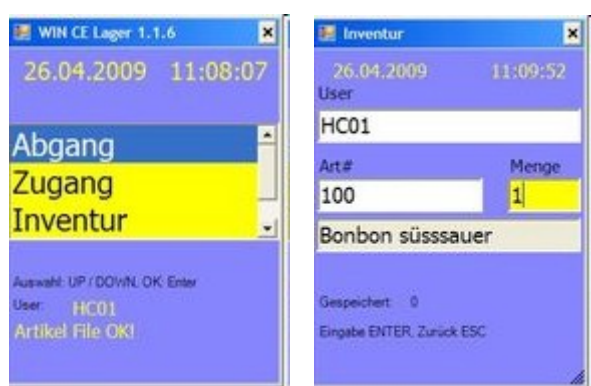 WIN CE Lager 1.1.6
26.04.2009 11:08:07
Abgang
Zugang
Inventur
Auswahl: UP / DOWN, OK: Enter
User: HC01
Artikel File OK!
Inventur
26.04.2009 11:09:52
User
HC01
Art# Menge
100 1
Bonbon süsssauer
Gespeichert: 0
Eingabe ENTER, Zurück ESC